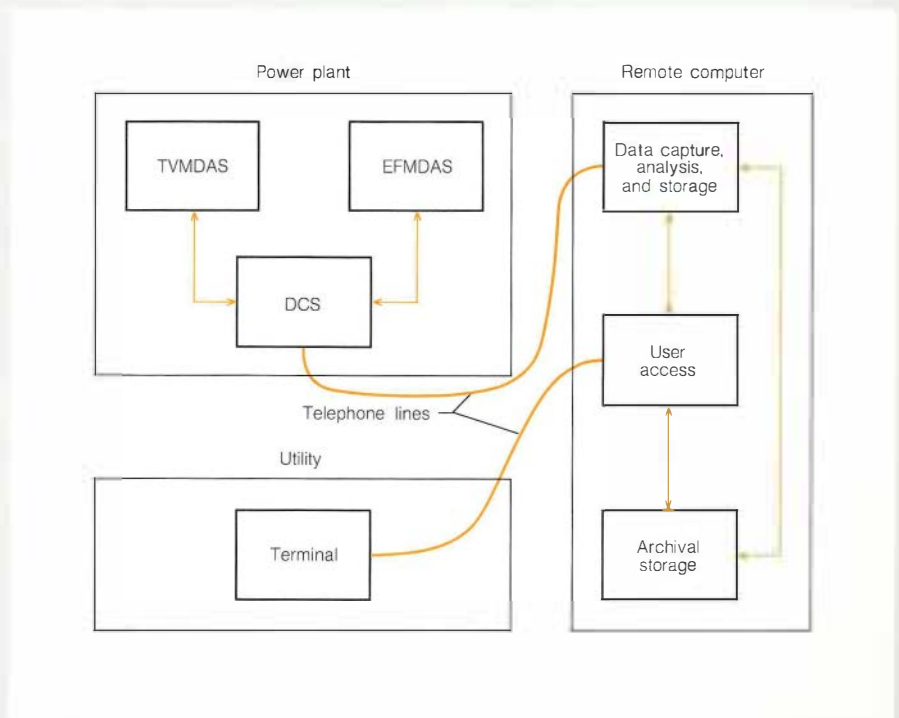 Power plant
Remote computer
TVMDAS
EFMDAS
Data capture,
analysis,
and storage
DCS
User
access
Telephone lines
Utility
Terminal
Archival
storage